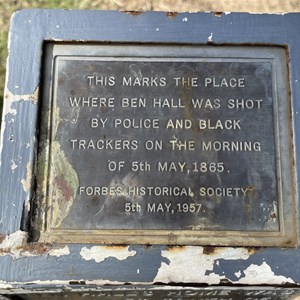 THIS MARKS THE PLACE
WHERE BEN HALL WAS SHOT
BY POLICE AND BLACK
TRACKERS ON THE MORNING
OF 5th MAY, 1865.
FORBES HISTORICAL SOCIETY
5th MAY, 1957.